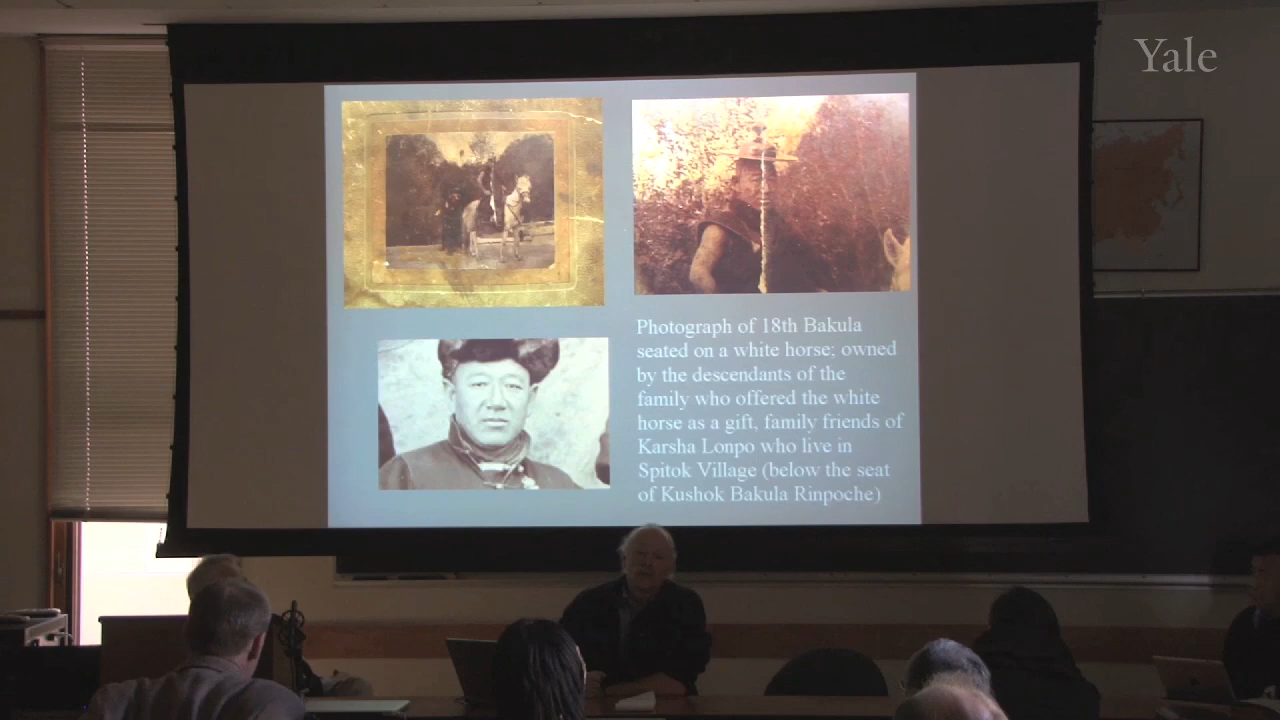 Yale
Photograph of 18th Bakula
seated on a white horse; owned
by the descendants of the
family who offered the white
horse as a gift, family friends of
Karsha Lonpo who live in
Spitok Village (below the seat
of Kushok Bakula Rinpoche)